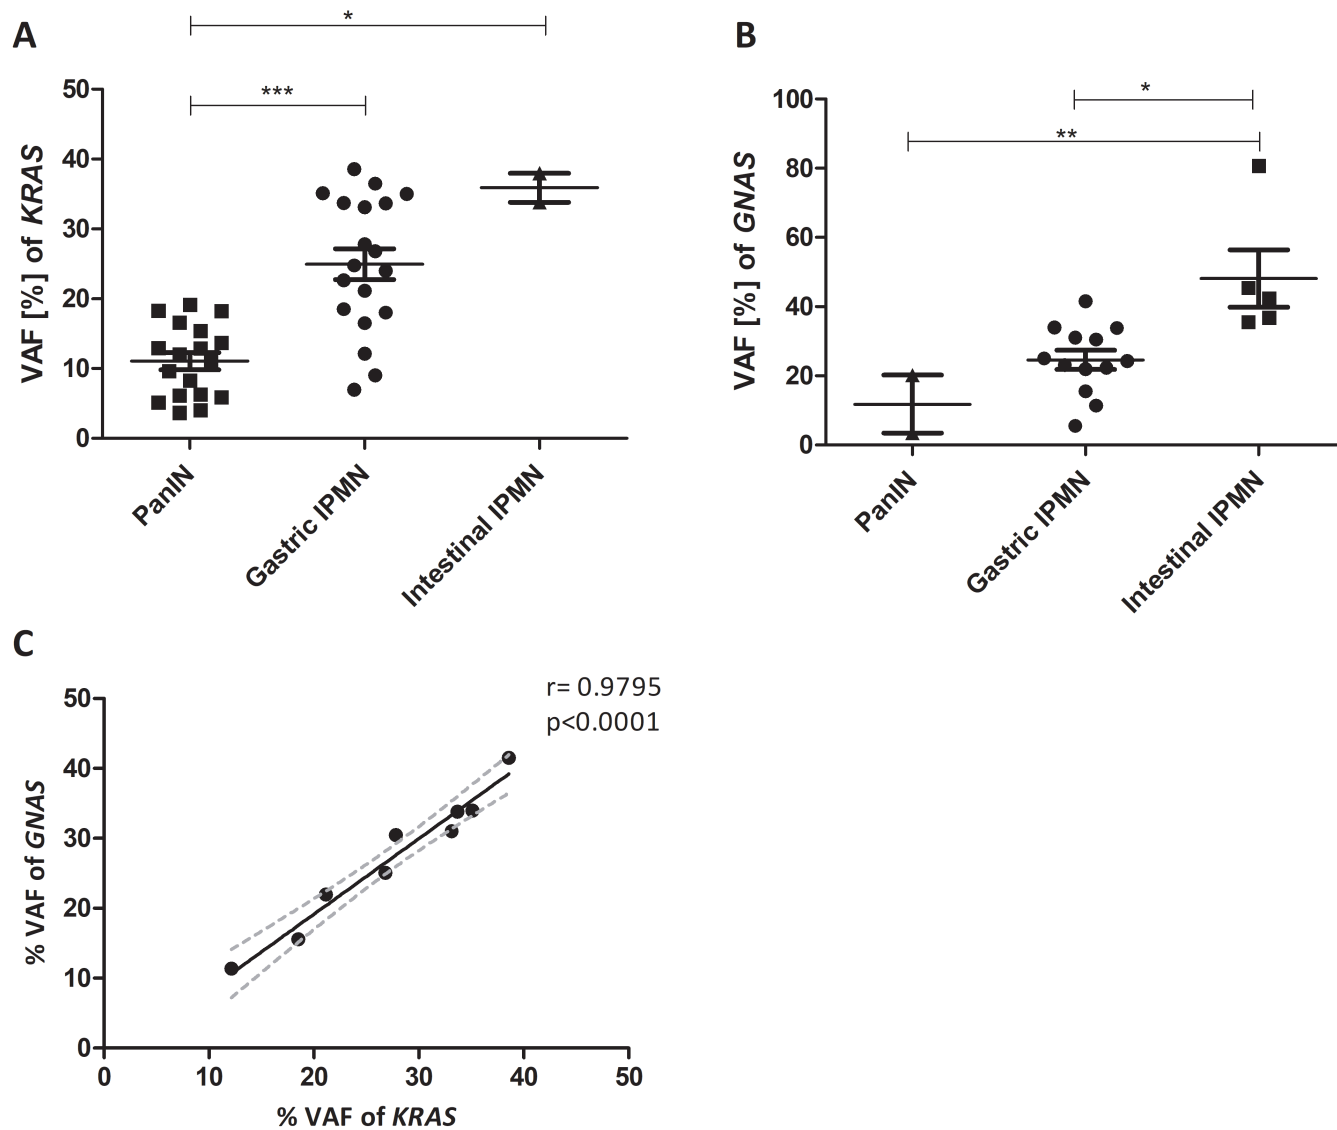 A
*
***
50
40
30
20
10
0
VAF [%] of KRAS
PanIN
Gastric IPMN
Intestinal IPMN
B
*
**
100
80
60
40
20
0
VAF [%] of GNAS
PanIN
Gastric IPMN
Intestinal IPMN
C
r= 0.9795
p<0.0001
50
40
30
20
10
0
% VAF of GNAS
0 10 20 30 40 50
% VAF of KRAS